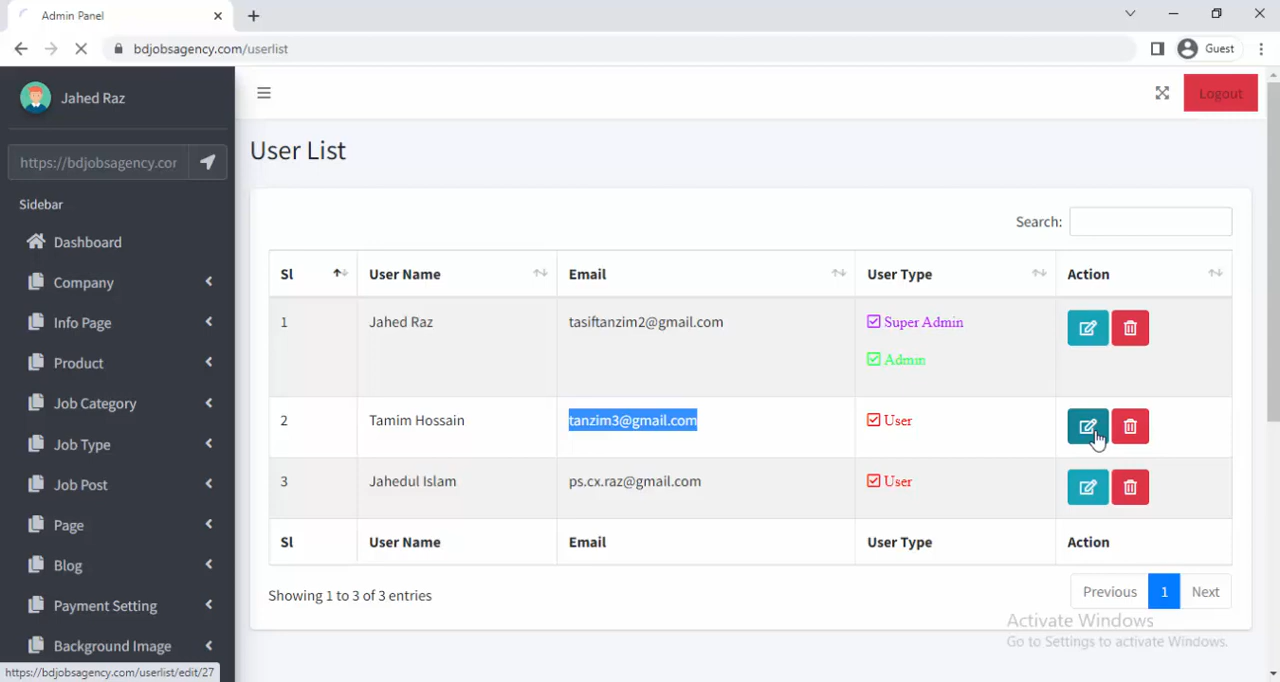 Admin Panel
bdjobsagency.com/userlist
Guest
Jahed Raz
Logout
https://bdjobsagency.cor
User List
Sidebar
Search:
Dashboard
Company
Info Page
Product
Job Category
Job Type
Job Post
Page
Blog
Payment Setting
Background Image
Sl User Name Email User Type Action
1 Jahed Raz tasiftanzim2@gmail.com Super Admin
Admin
2 Tamim Hossain tanzim3@gmail.com User
3 Jahedul Islam ps.cx.raz@gmail.com User
Sl User Name Email User Type Action
Showing 1 to 3 of 3 entries
Previous 1 Next
Activate Windows
Go to Settings to activate Windows.
https://bdjobsagency.com/userlist/edit/27